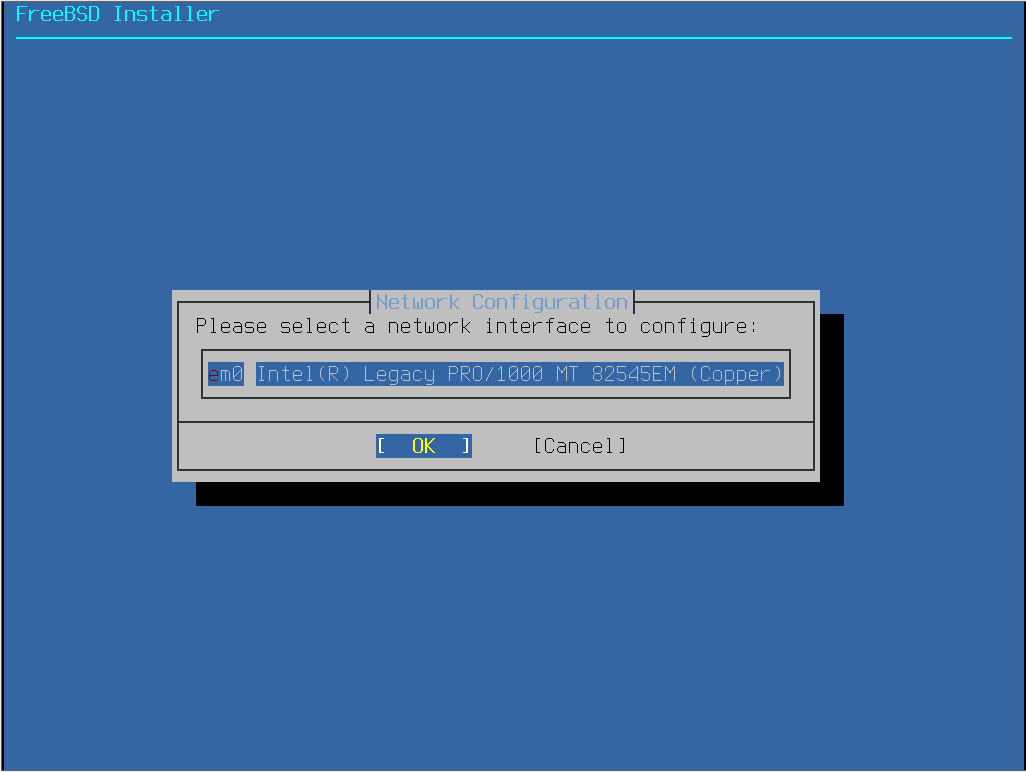 FreeBSD Installer
Network Configuration
Please select a network interface to configure:
em0 Intel(R) Legacy PRO/1000 MT 82545EM (Copper)
[ OK ] [Cancel]